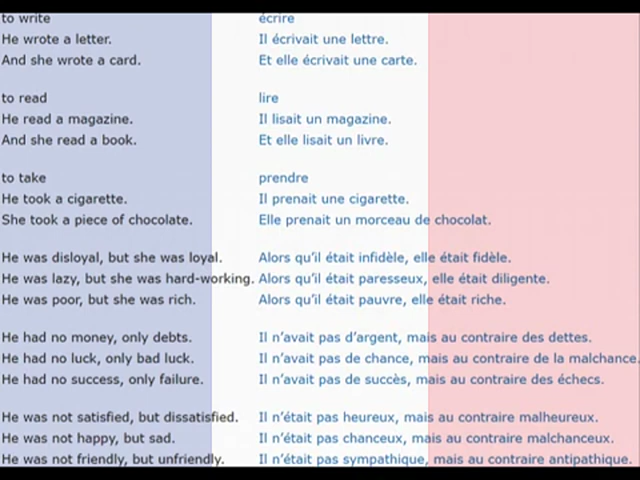 to write écrire
He wrote a letter. Il écrivait une lettre.
And she wrote a card. Et elle écrivait une carte.
to read lire
He read a magazine. Il lisait un magazine.
And she read a book. Et elle lisait un livre.
to take prendre
He took a cigarette. Il prenait une cigarette.
She took a piece of chocolate. Elle prenait un morceau de chocolat.
He was disloyal, but she was loyal. Alors qu’il était infidèle, elle était fidèle.
He was lazy, but she was hard-working. Alors qu’il était paresseux, elle était diligente.
He was poor, but she was rich. Alors qu’il était pauvre, elle était riche.
He had no money, only debts. Il n’avait pas d’argent, mais au contraire des dettes.
He had no luck, only bad luck. Il n’avait pas de chance, mais au contraire de la malchance.
He had no success, only failure. Il n’avait pas de succès, mais au contraire des échecs.
He was not satisfied, but dissatisfied. Il n’était pas heureux, mais au contraire malheureux.
He was not happy, but sad. Il n’était pas chanceux, mais au contraire malchanceux.
He was not friendly, but unfriendly. Il n’était pas sympathique, mais au contraire antipathique.